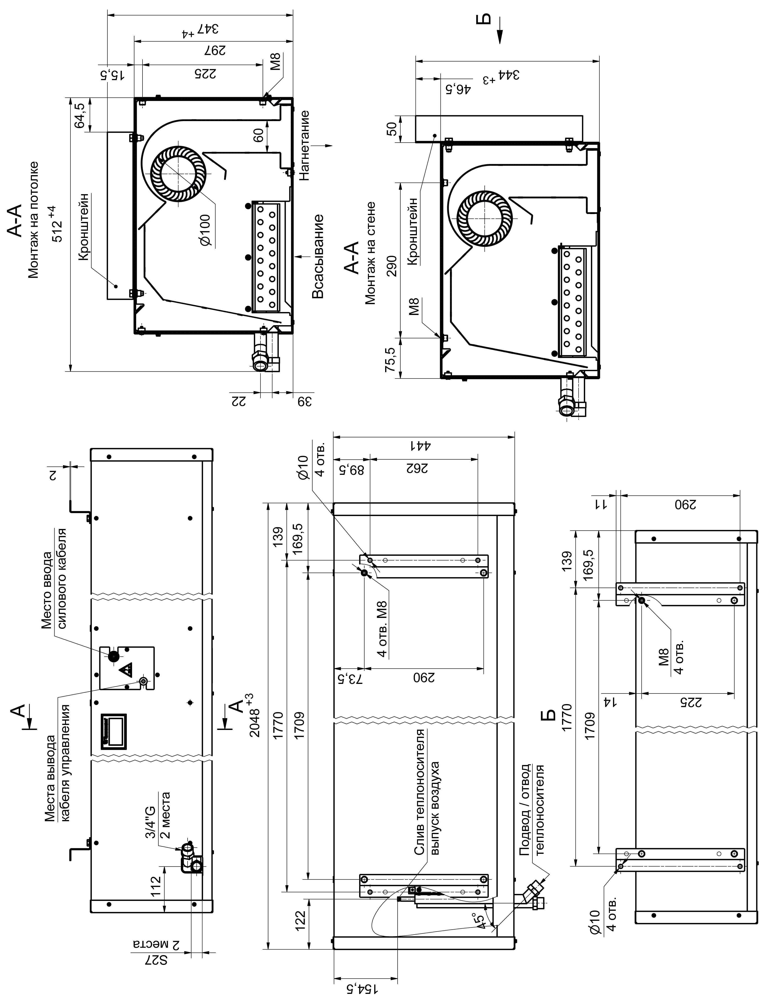 А-А
Монтаж на потолке
512 +4
64,5
Кронштейн
15,5
347 +4
297
225
М8
Ø100
60
Нагнетание
Всасывание
22
39
А-А
Монтаж на стене
Б
50
290
75,5
М8
Кронштейн
46,5
344 +3
2
Место ввода
силового кабеля
А
А
Места вывода
кабеля управления
3/4"G
2 места
112
S27
2 места
2048 +3
1770
1709
139
169,5
122
154,5
Ø10
4 отв.
441
89,5
262
4 отв. М8
73,5
290
Слив теплоносителя
выпуск воздуха
Подвод / отвод
теплоносителя
45°
Б
1770
1709
139
169,5
11
290
М8
4 отв.
14
225
Ø10
4 отв.